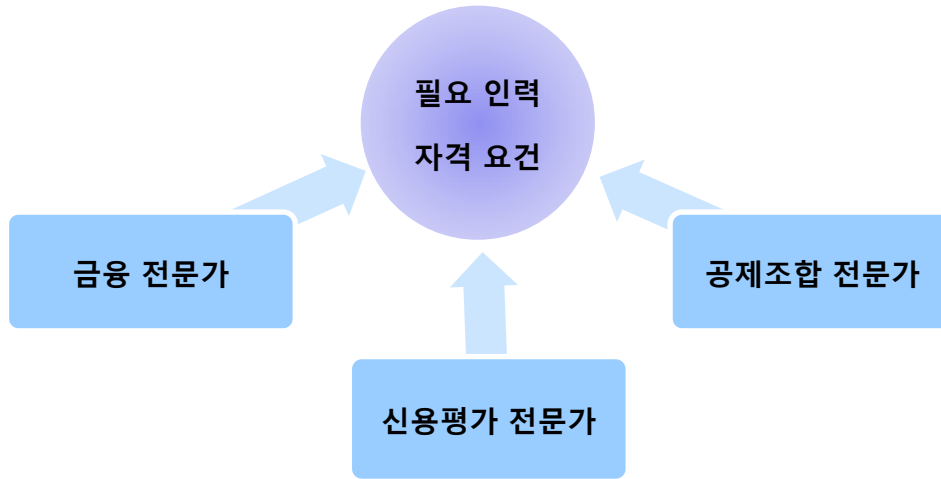 필요 인력
자격 요건
금융 전문가
공제조합 전문가
신용평가 전문가